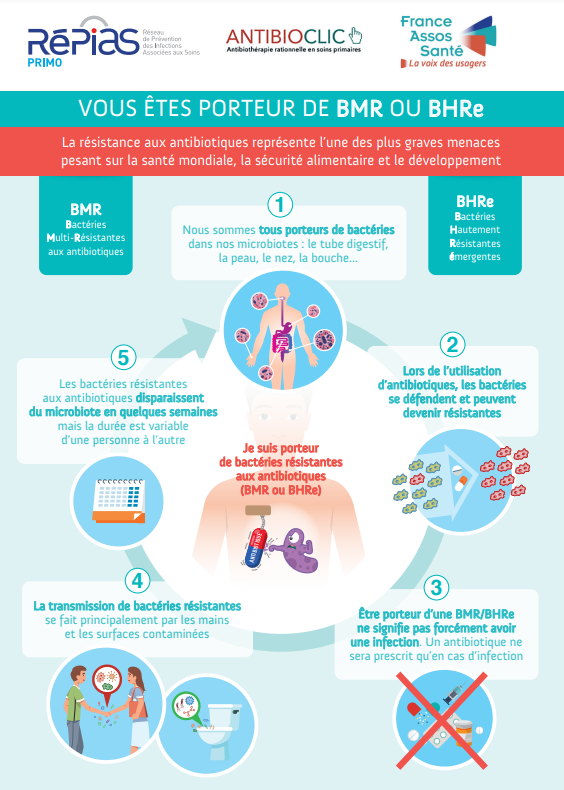 RéPIAS
PRIMO
Réseau
de Prévention
des Infections
Associées aux Soins
ANTIBIOCLIC
Antibiothérapie rationnelle en soins primaires
France
Assos
Santé
La voix des usagers
VOUS ÊTES PORTEUR DE BMR OU BHRe
La résistance aux antibiotiques représente l'une des plus graves menaces
pesant sur la santé mondiale, la sécurité alimentaire et le développement
BMR
Bactéries
Multi-Résistantes
aux antibiotiques
BHRe
Bactéries
Hautement
Résistantes
émergentes
1
Nous sommes tous porteurs de bactéries
dans nos microbiotes : le tube digestif,
la peau, le nez, la bouche...
2
Lors de l'utilisation
d'antibiotiques, les bactéries
se défendent et peuvent
devenir résistantes
5
Les bactéries résistantes
aux antibiotiques disparaissent
du microbiote en quelques semaines
mais la durée est variable
d'une personne à l'autre
Je suis porteur
de bactéries résistantes
aux antibiotiques
(BMR ou BHRe)
4
La transmission de bactéries résistantes
se fait principalement par les mains
et les surfaces contaminées
3
Être porteur d'une BMR/BHRe
ne signifie pas forcément avoir
une infection. Un antibiotique ne
sera prescrit qu'en cas d'infection